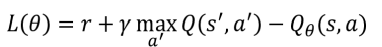 L(θ) = r + γ max_{a′} Q(s′, a′) − Q_θ(s, a)